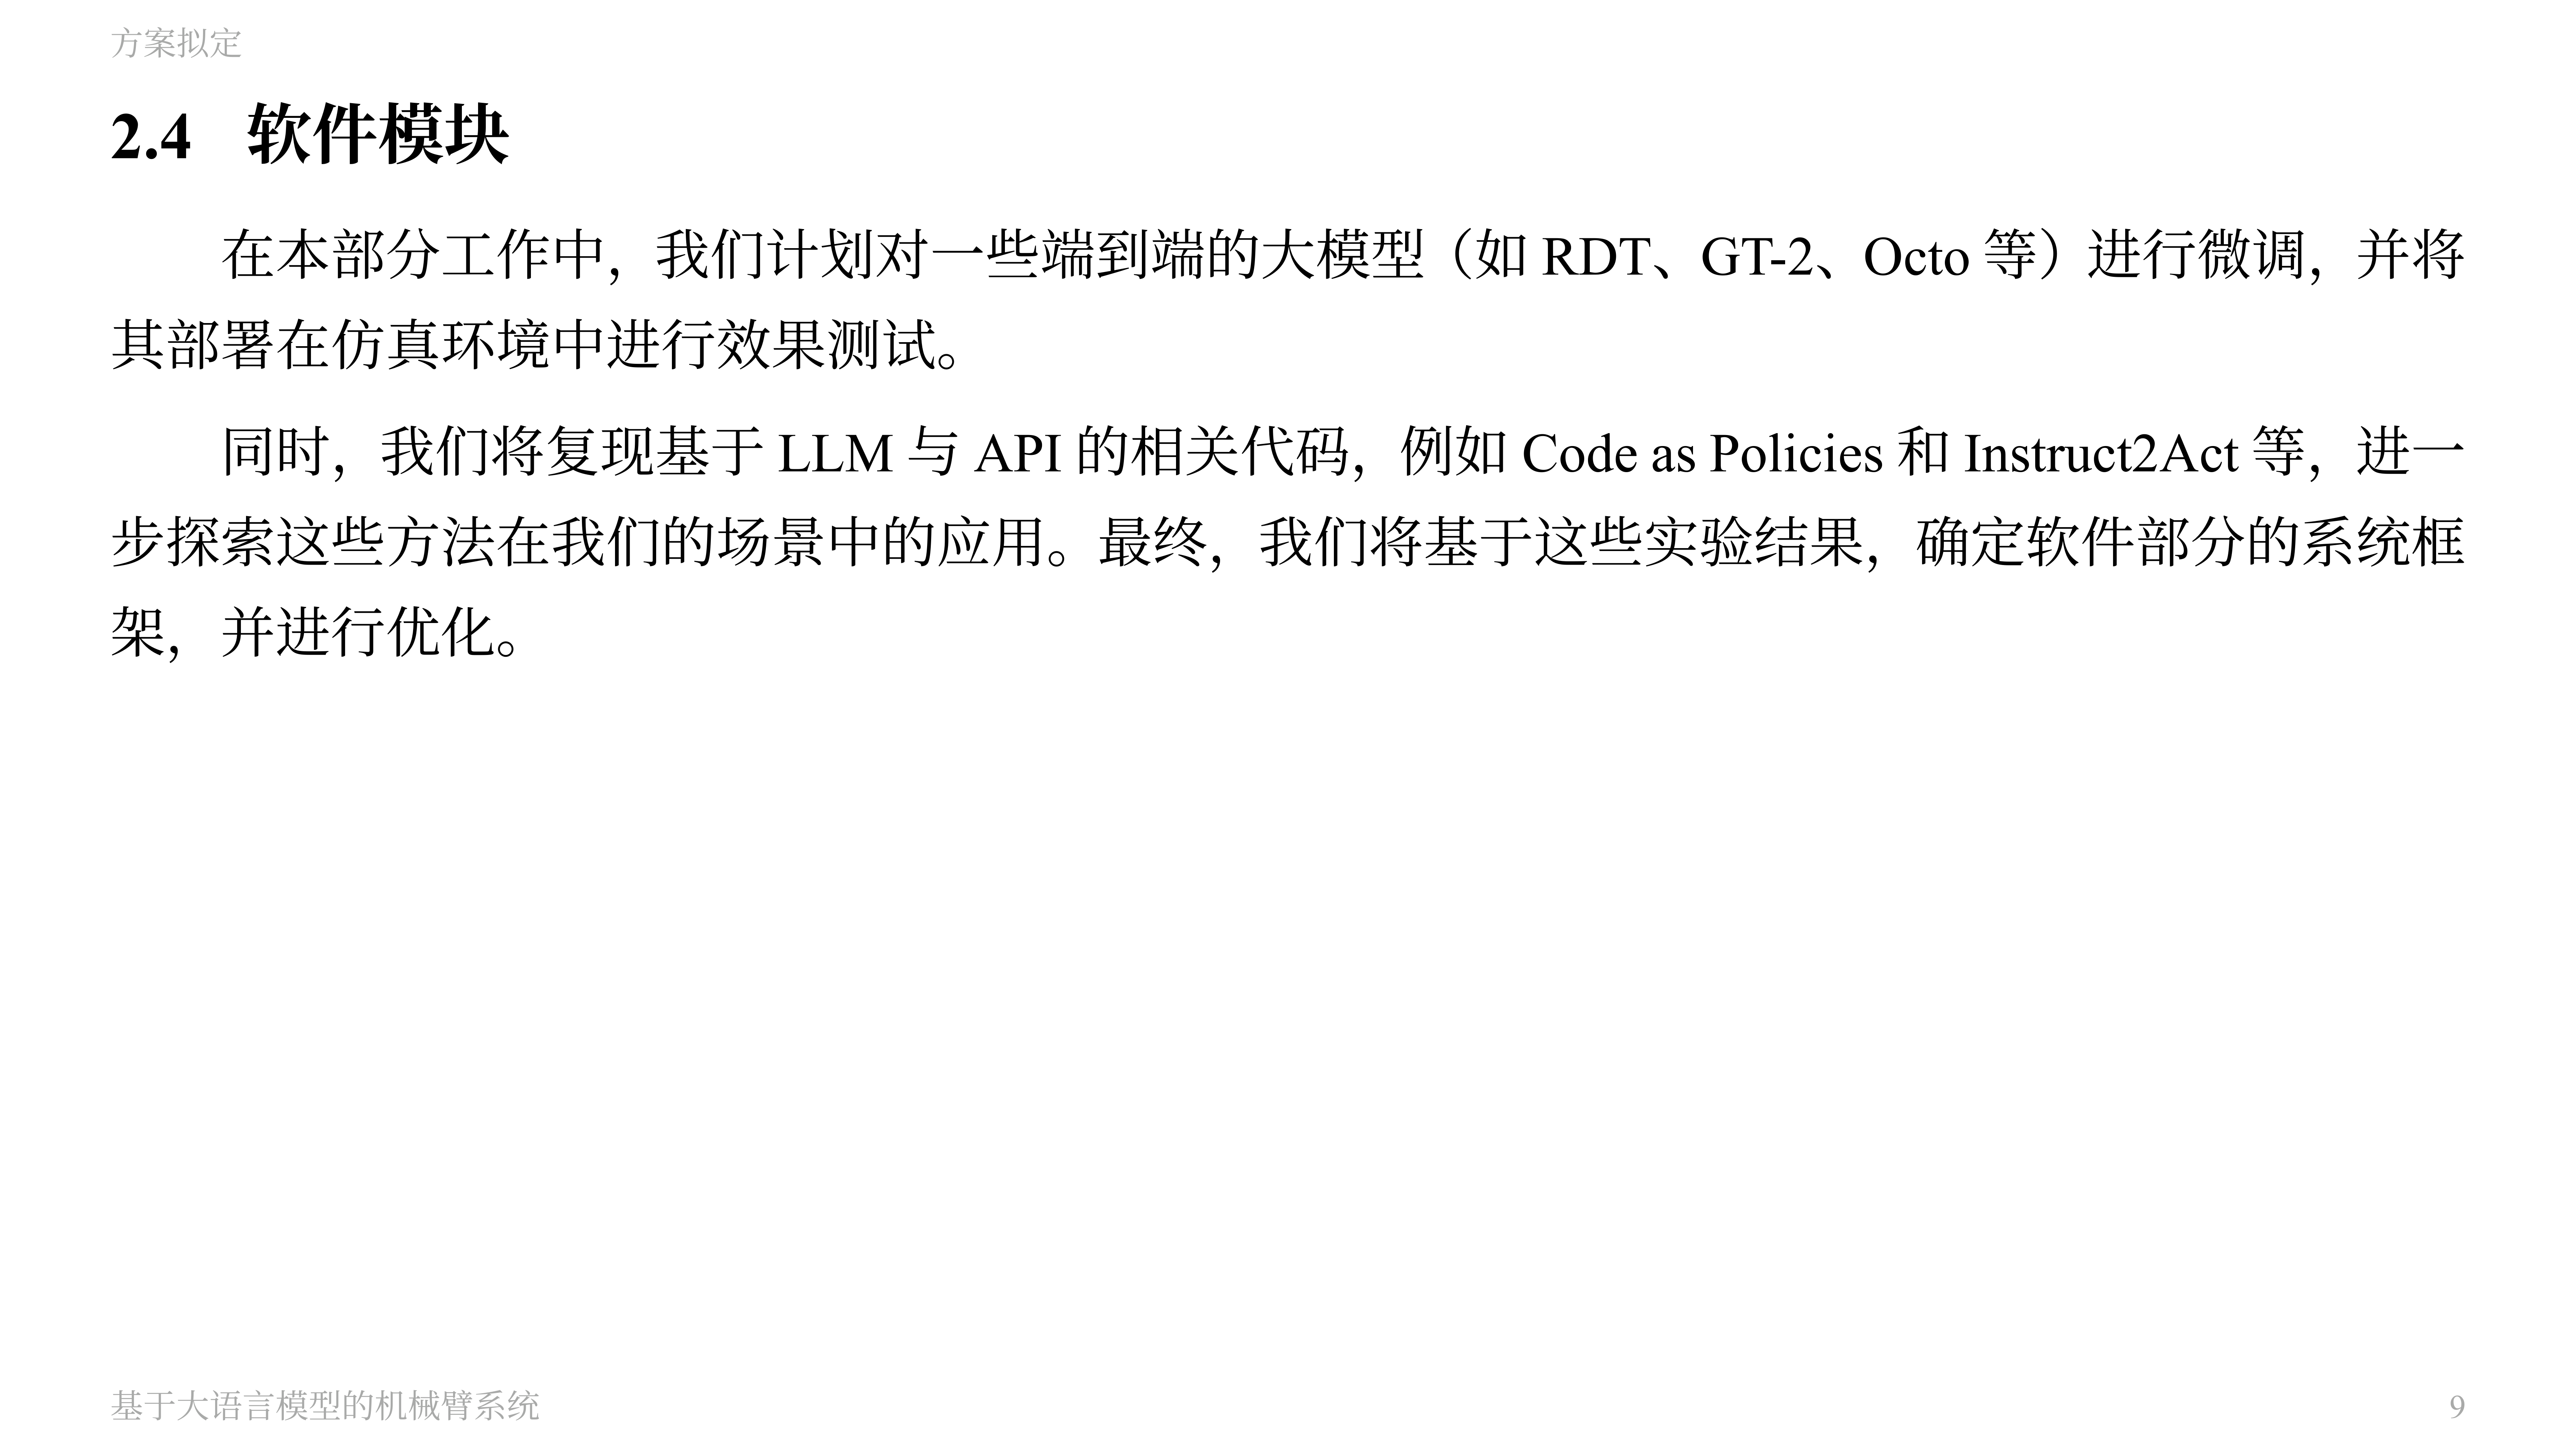 方案拟定
2.4 软件模块
在本部分工作中，我们计划对一些端到端的大模型（如 RDT、GT-2、Octo 等）进行微调，并将
其部署在仿真环境中进行效果测试。
同时，我们将复现基于 LLM 与 API 的相关代码，例如 Code as Policies 和 Instruct2Act 等，进一
步探索这些方法在我们的场景中的应用。最终，我们将基于这些实验结果，确定软件部分的系统框
架，并进行优化。
基于大语言模型的机械臂系统
9